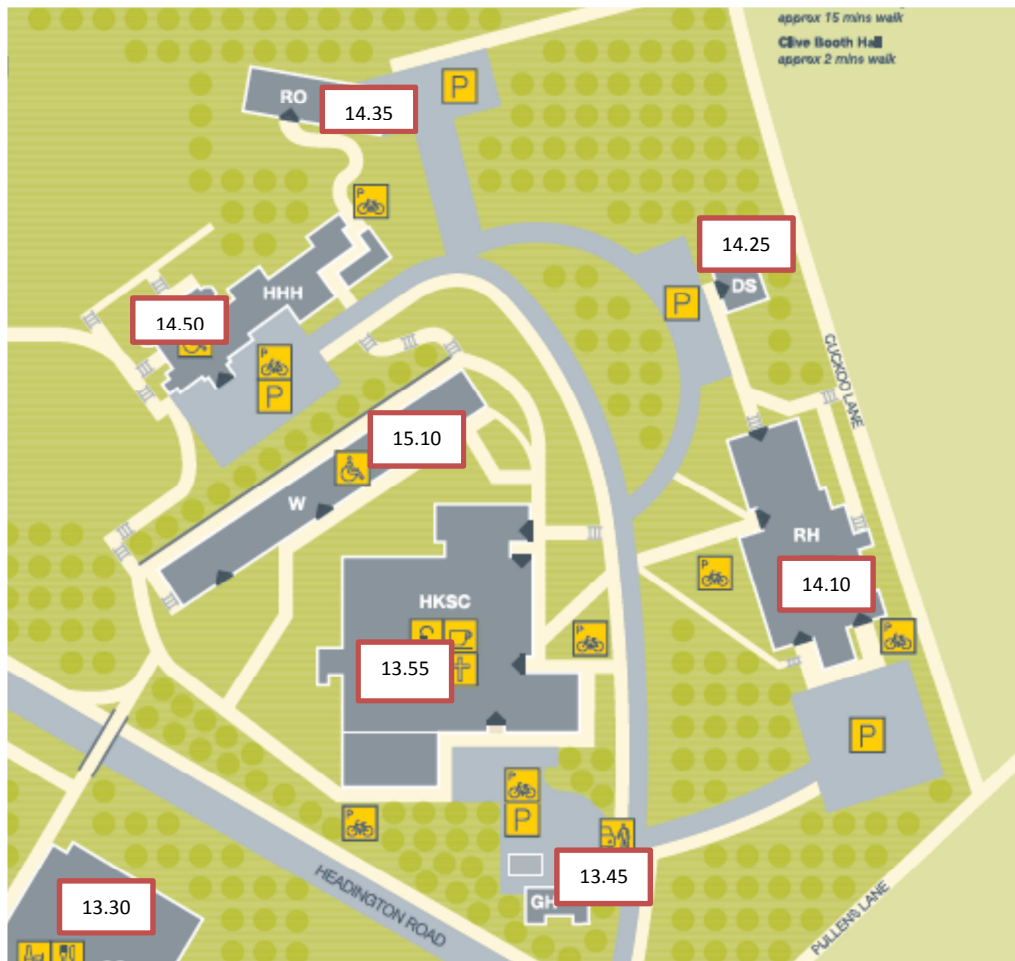 approx 15 mins walk
Clive Booth Hall
approx 2 mins walk
P
RO
14.35
P
14.25
DS
P
HHH
14.50
P
P
P
CUCKOO LANE
15.10
W
RH
P
14.10
HKSC
P
P
13.55
P
P
P
P
13.45
GH
13.30
HEADINGTON ROAD
PULLENS LANE